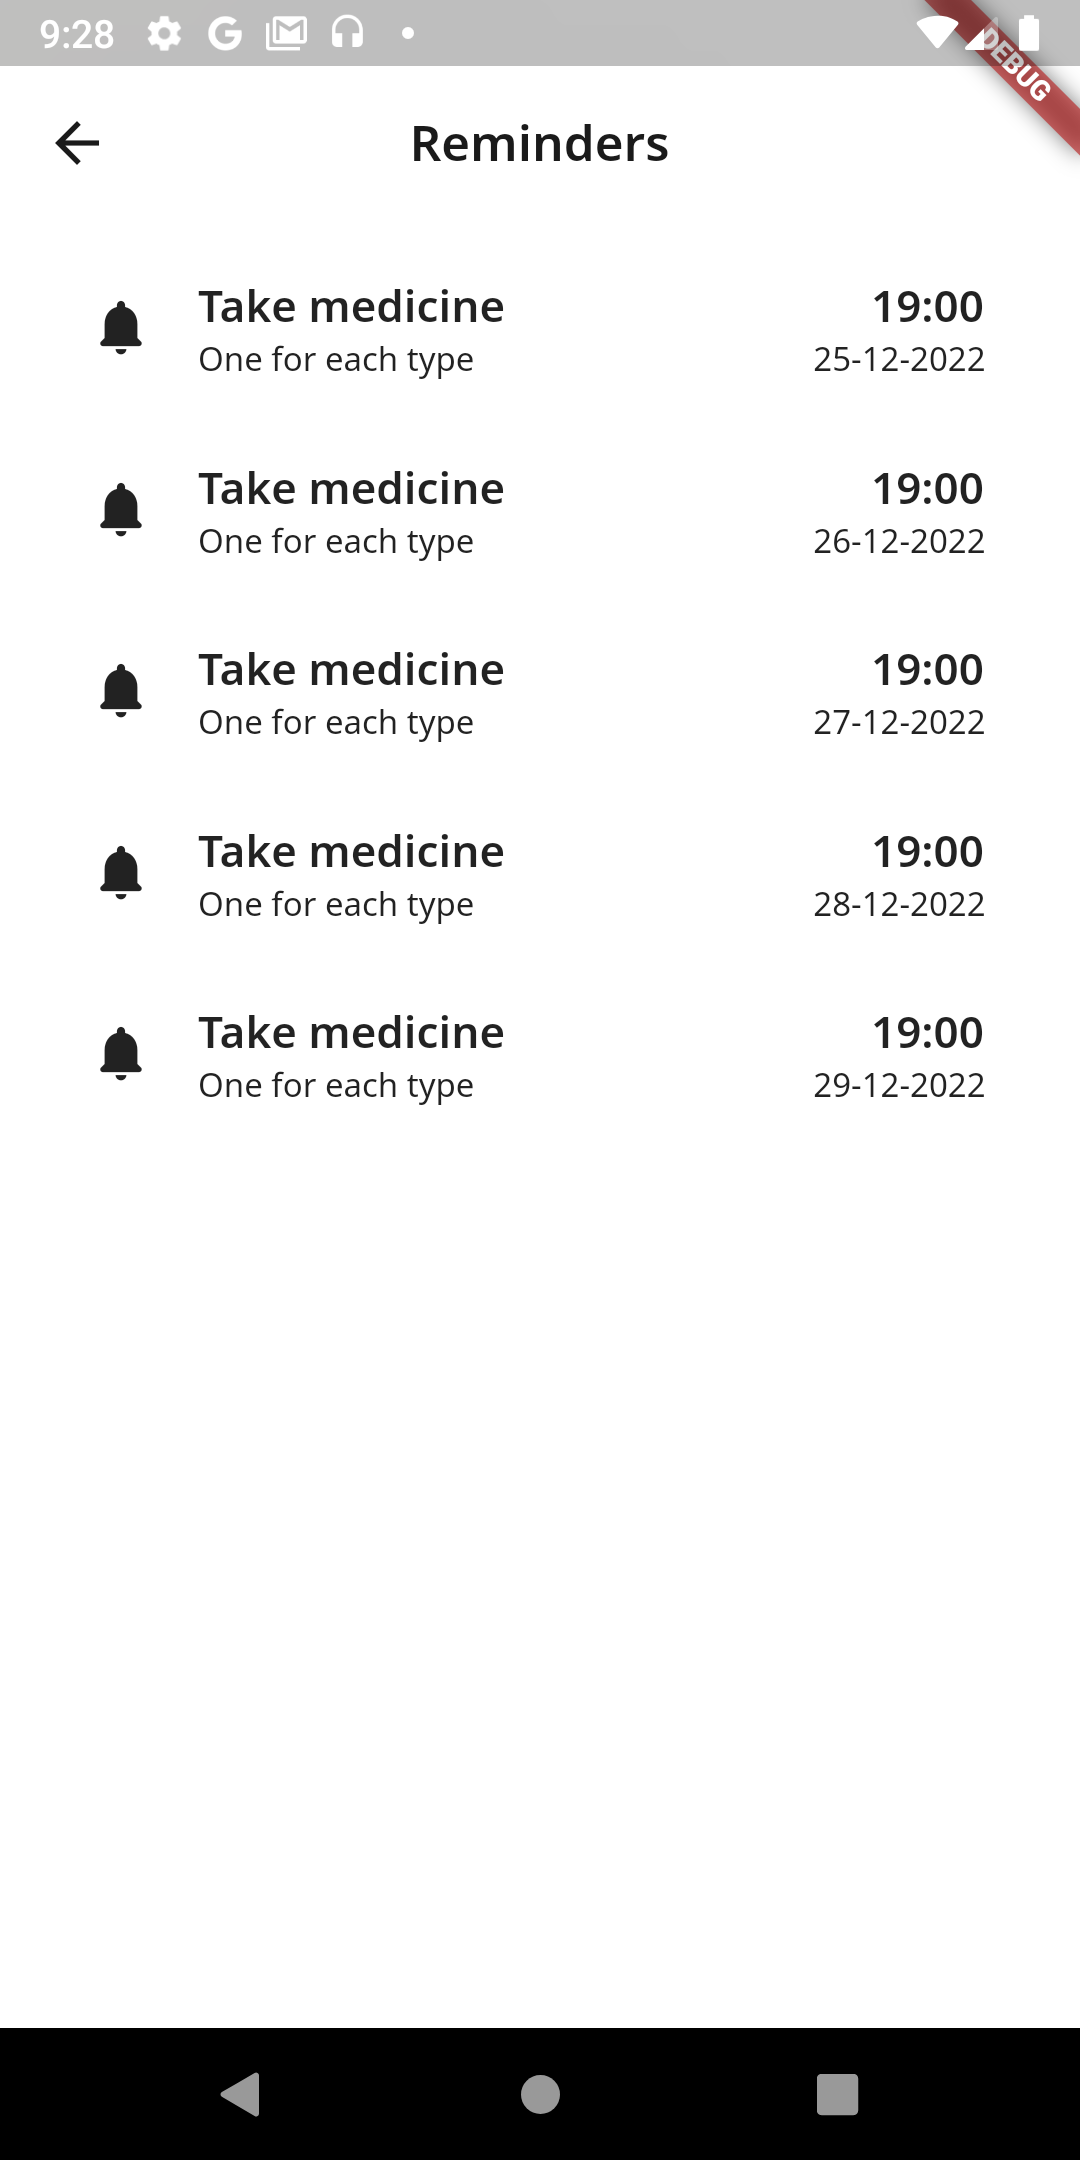 9:28
DEBUG
Reminders
Take medicine 19:00
One for each type 25-12-2022
Take medicine 19:00
One for each type 26-12-2022
Take medicine 19:00
One for each type 27-12-2022
Take medicine 19:00
One for each type 28-12-2022
Take medicine 19:00
One for each type 29-12-2022